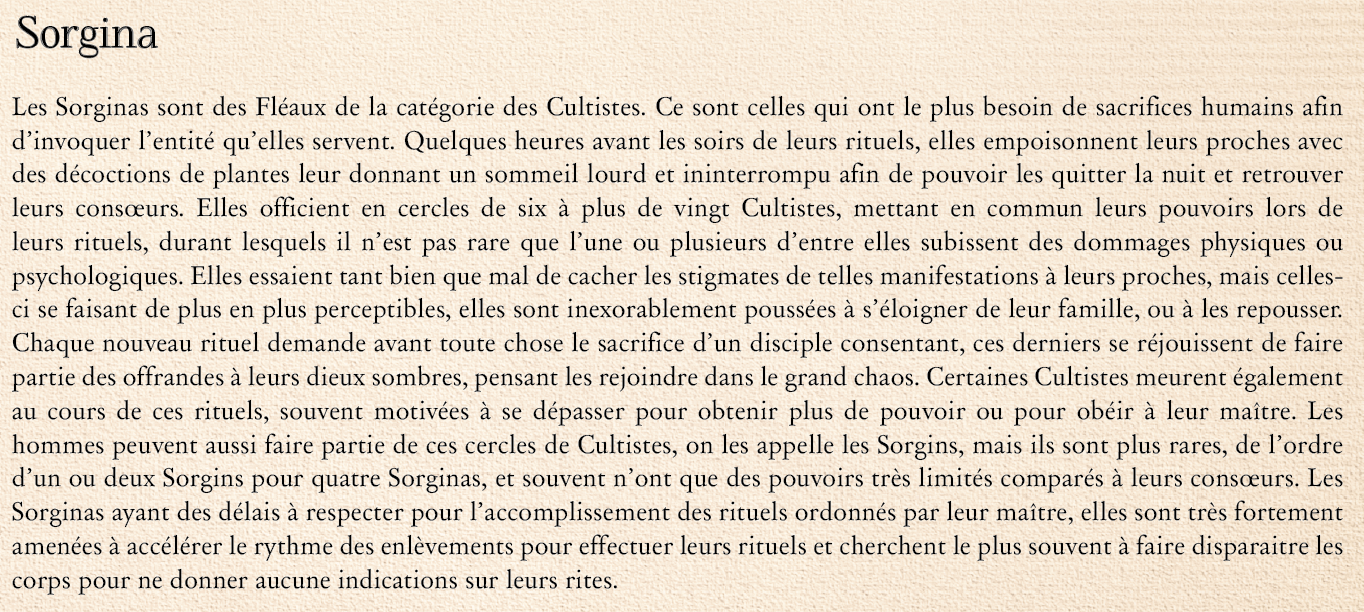 Sorgina
Les Sorginas sont des Fléaux de la catégorie des Cultistes. Ce sont celles qui ont le plus besoin de sacrifices humains afin
d’invoquer l’entité qu’elles servent. Quelques heures avant les soirs de leurs rituels, elles empoisonnent leurs proches avec
des décoctions de plantes leur donnant un sommeil lourd et ininterrompu afin de pouvoir les quitter la nuit et retrouver
leurs consœurs. Elles officient en cercles de six à plus de vingt Cultistes, mettant en commun leurs pouvoirs lors de
leurs rituels, durant lesquels il n’est pas rare que l’une ou plusieurs d’entre elles subissent des dommages physiques ou
psychologiques. Elles essaient tant bien que mal de cacher les stigmates de telles manifestations à leurs proches, mais celles-
ci se faisant de plus en plus perceptibles, elles sont inexorablement poussées à s’éloigner de leur famille, ou à les repousser.
Chaque nouveau rituel demande avant toute chose le sacrifice d’un disciple consentant, ces derniers se réjouissent de faire
partie des offrandes à leurs dieux sombres, pensant les rejoindre dans le grand chaos. Certaines Cultistes meurent également
au cours de ces rituels, souvent motivées à se dépasser pour obtenir plus de pouvoir ou pour obéir à leur maître. Les
hommes peuvent aussi faire partie de ces cercles de Cultistes, on les appelle les Sorgins, mais ils sont plus rares, de l’ordre
d’un ou deux Sorgins pour quatre Sorginas, et souvent n’ont que des pouvoirs très limités comparés à leurs consœurs. Les
Sorginas ayant des délais à respecter pour l’accomplissement des rituels ordonnés par leur maître, elles sont très fortement
amenées à accélérer le rythme des enlèvements pour effectuer leurs rituels et cherchent le plus souvent à faire disparaitre les
corps pour ne donner aucune indications sur leurs rites.